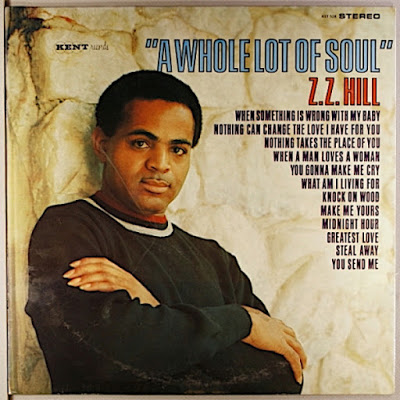 STEREO
KENT records
"A WHOLE LOT OF SOUL"
Z.Z. HILL
WHEN SOMETHING IS WRONG WITH MY BABY
NOTHING CAN CHANGE THE LOVE I HAVE FOR YOU
NOTHING TAKES THE PLACE OF YOU
WHEN A MAN LOVES A WOMAN
YOU GONNA MAKE ME CRY
WHAT AM I LIVING FOR
KNOCK ON WOOD
MAKE ME YOURS
MIDNIGHT HOUR
GREATEST LOVE
STEAL AWAY
YOU SEND ME